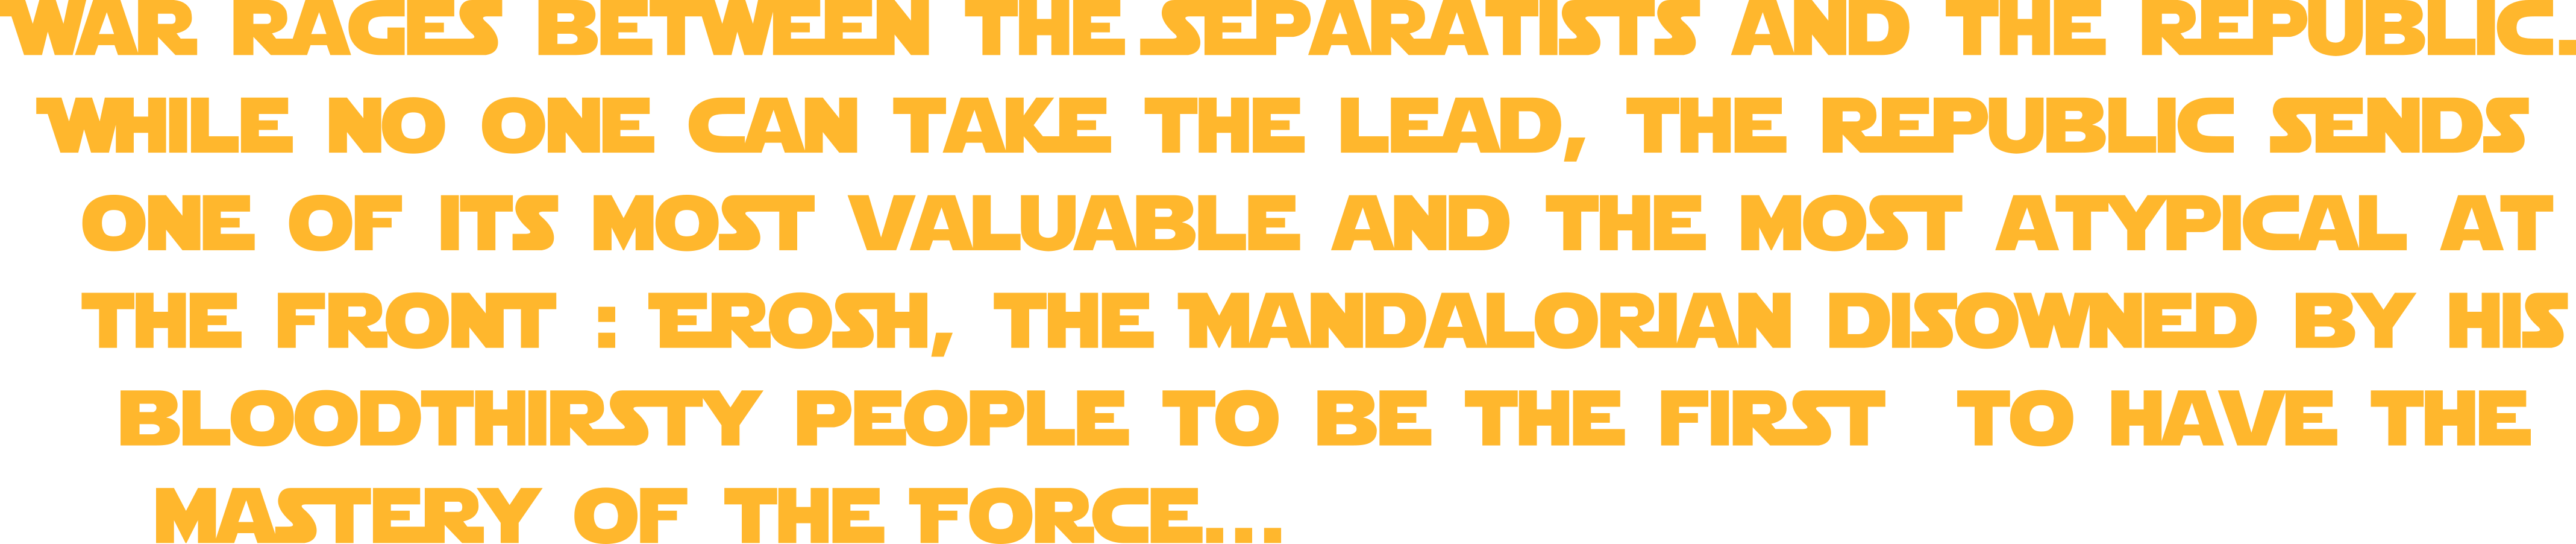 War rages between the Separatists and the Republic.
While no one can take the lead, the Republic sends
one of its most valuable and the most atypical at
the front : Erosh, the Mandalorian disowned by his
bloodthirsty people to be the first to have the
mastery of the Force...